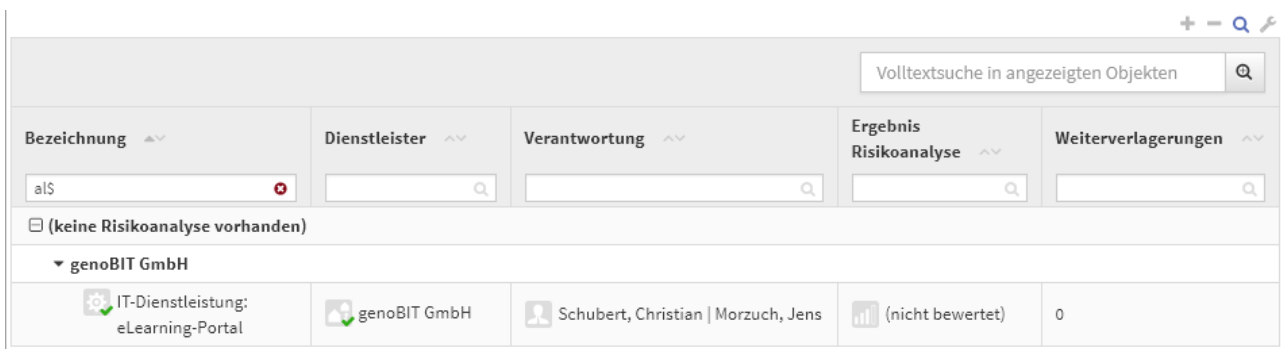 Volltextsuche in angezeigten Objekten
Bezeichnung
Dienstleister
Verantwortung
Ergebnis
Risikoanalyse
Weiterverlagerungen
al$
(keine Risikoanalyse vorhanden)
genoBIT GmbH
IT-Dienstleistung:
eLearning-Portal
genoBIT GmbH
Schubert, Christian | Morzuch, Jens
(nicht bewertet)
0